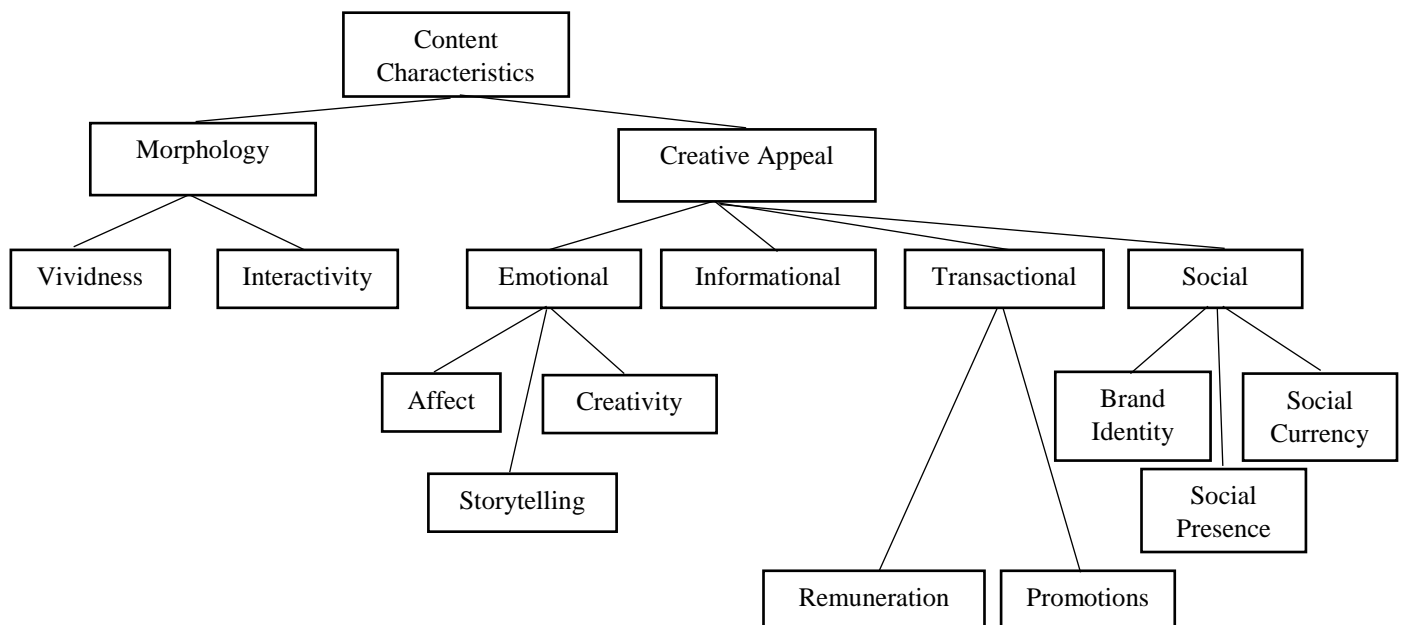 Content
Characteristics
Morphology
Creative Appeal
Vividness
Interactivity
Emotional
Informational
Transactional
Social
Affect
Creativity
Brand
Identity
Social
Currency
Storytelling
Social
Presence
Remuneration
Promotions